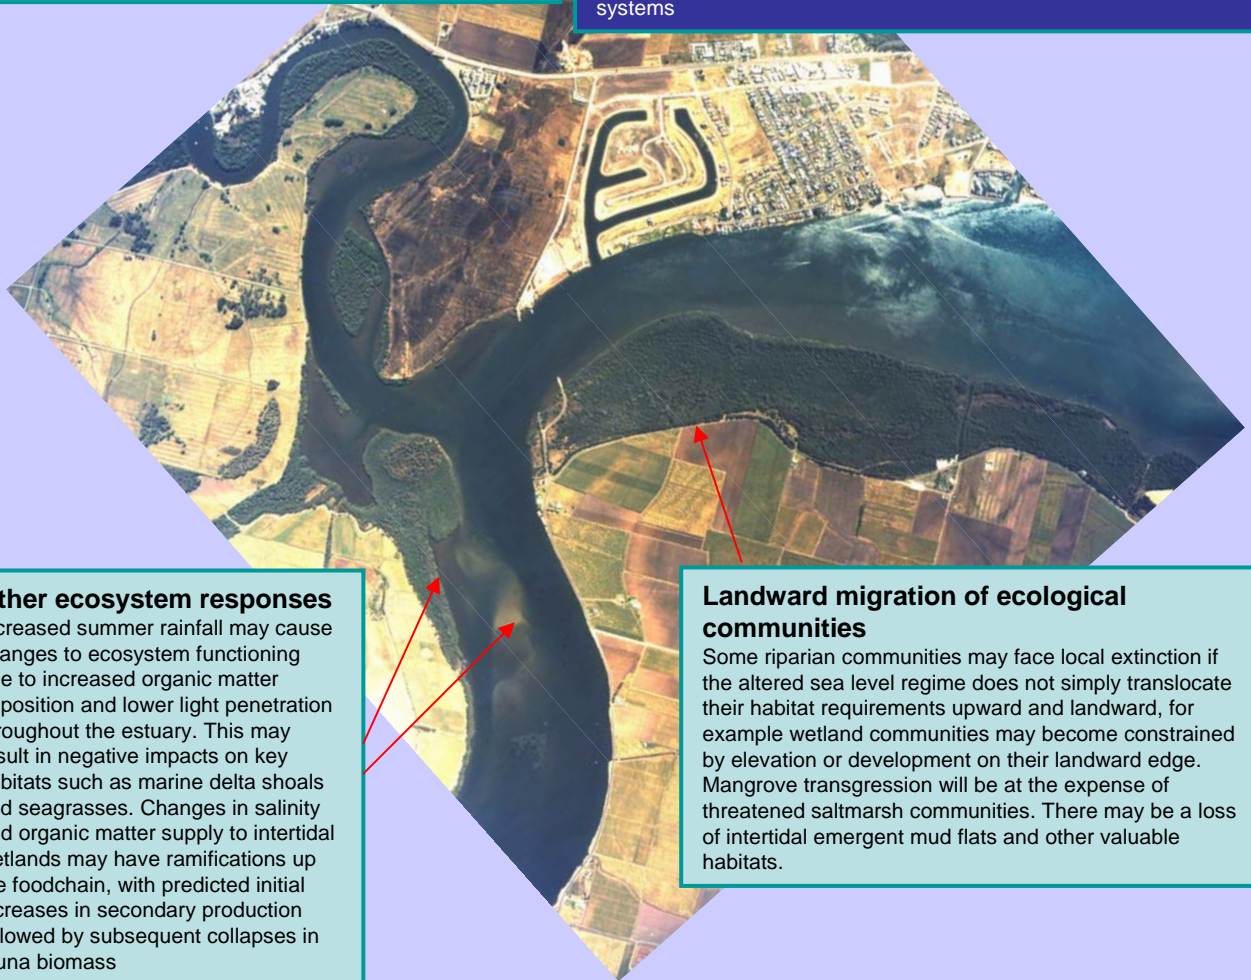 systems
ther ecosystem responses
creased summer rainfall may cause
anges to ecosystem functioning
e to increased organic matter
position and lower light penetration
roughout the estuary. This may
sult in negative impacts on key
bitats such as marine delta shoals
d seagrasses. Changes in salinity
d organic matter supply to intertidal
etlands may have ramifications up
e foodchain, with predicted initial
creases in secondary production
llowed by subsequent collapses in
una biomass
Landward migration of ecological
communities
Some riparian communities may face local extinction if
the altered sea level regime does not simply translocate
their habitat requirements upward and landward, for
example wetland communities may become constrained
by elevation or development on their landward edge.
Mangrove transgression will be at the expense of
threatened saltmarsh communities. There may be a loss
of intertidal emergent mud flats and other valuable
habitats.